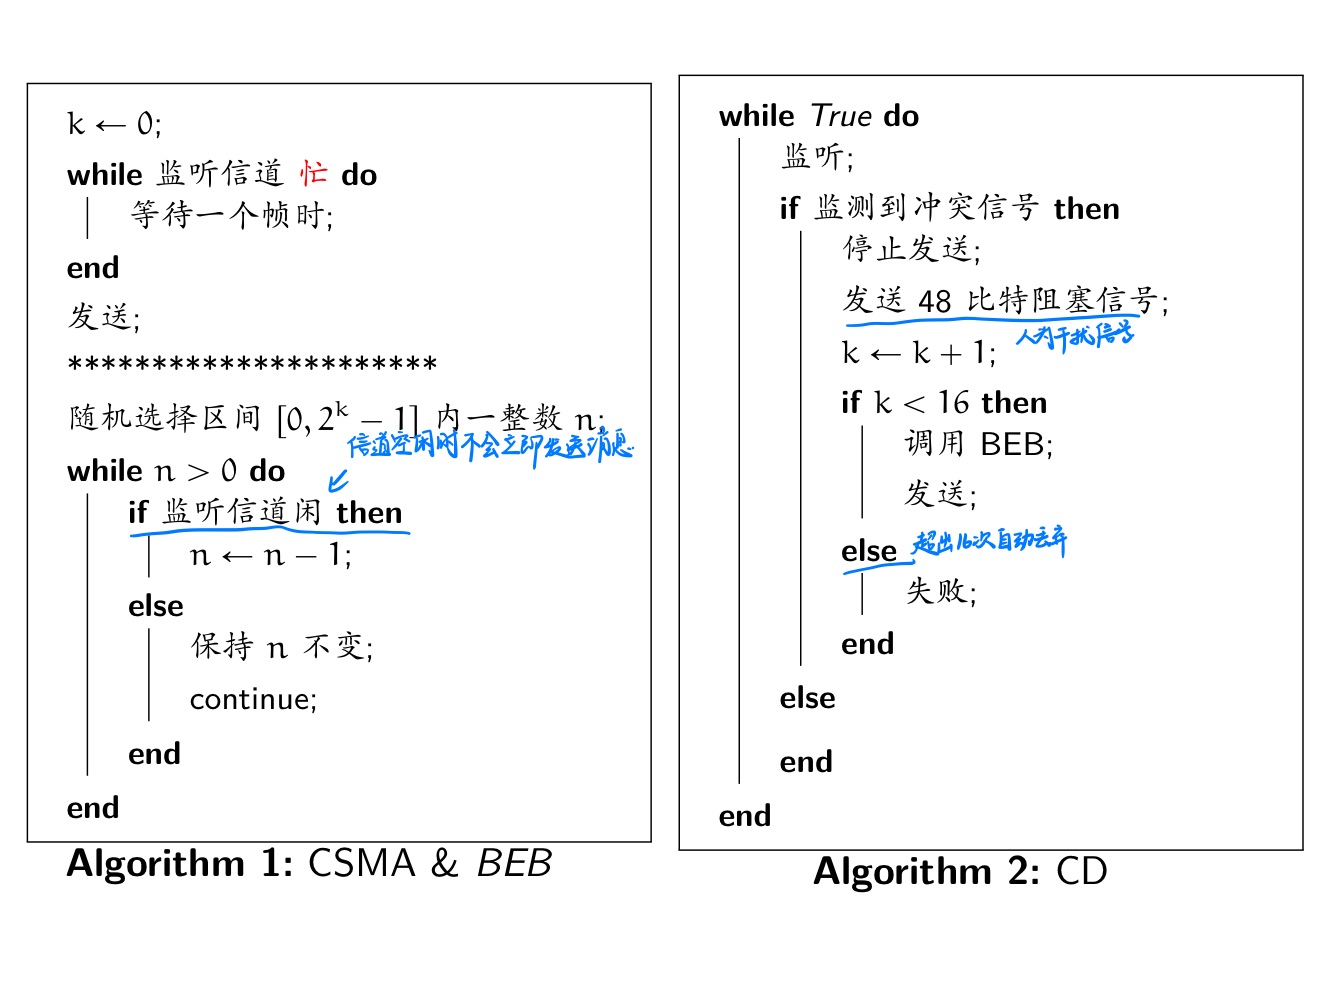 k ← 0;
while 监听信道 忙 do
等待一个帧时;
end
发送;
**********************
随机选择区间 [0, 2^k − 1] 内一整数 n;
信道空闲时不会立即发送消息
while n > 0 do
if 监听信道闲 then
n ← n − 1;
else
保持 n 不变;
continue;
end
end
Algorithm 1: CSMA & BEB
while True do
监听;
if 监测到冲突信号 then
停止发送;
发送 48 比特阻塞信号;
人为干扰信号
k ← k + 1;
if k < 16 then
调用 BEB;
发送;
else 超出16次自动丢弃
失败;
end
else
end
end
Algorithm 2: CD